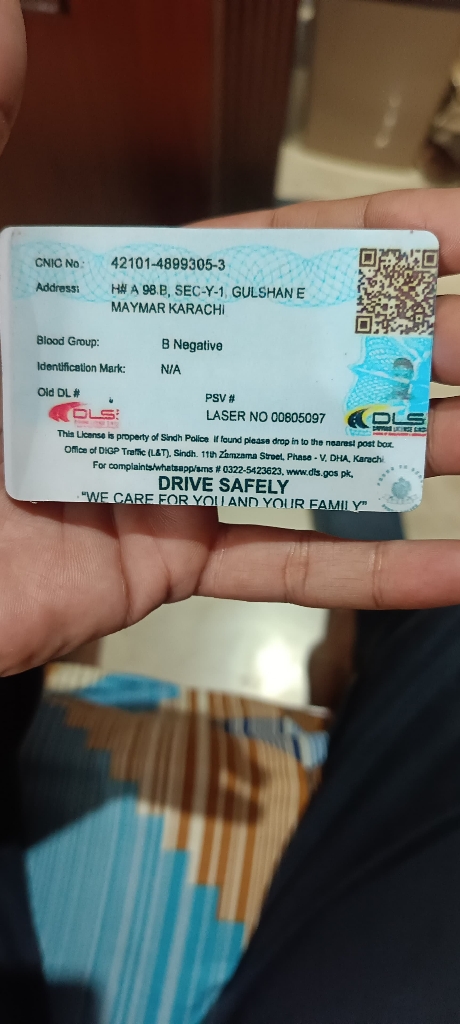 CNIC No.: 42101-4899305-3
Address: H# A 98.B, SEC-Y-1, GULSHAN E
MAYMAR KARACHI
Blood Group: B Negative
Identification Mark: N/A
Old DL #
PSV #
DLS
LASER NO 00805097
DLS
This License is property of Sindh Police if found please drop in to the nearest post box.
Office of DIGP Traffic (L&T), Sindh. 11th Zamzama Street, Phase - V, DHA, Karachi.
For complaints/whatsapp/sms # 0322-5423623, www.dls.gos.pk,
DRIVE SAFELY
"WE CARE FOR YOU AND YOUR FAMILY"